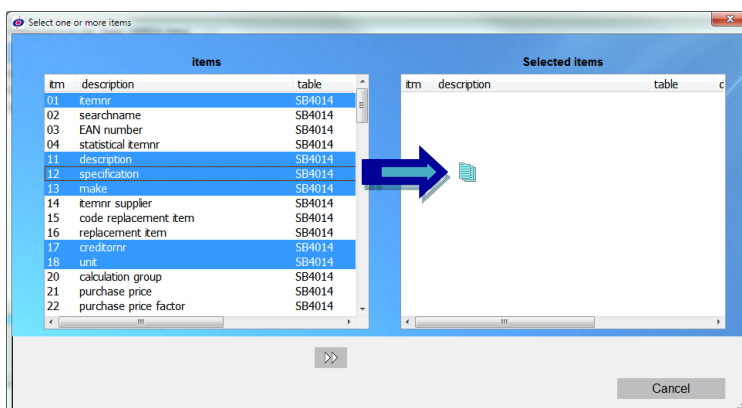 Select one or more items
items
Selected items
itm description table
itm description table c
01 itemnr SB4014
02 searchname SB4014
03 EAN number SB4014
04 statistical itemnr SB4014
11 description SB4014
12 specification SB4014
13 make SB4014
14 itemnr supplier SB4014
15 code replacement item SB4014
16 replacement item SB4014
17 creditornr SB4014
18 unit SB4014
20 calculation group SB4014
21 purchase price SB4014
22 purchase price factor SB4014
Cancel